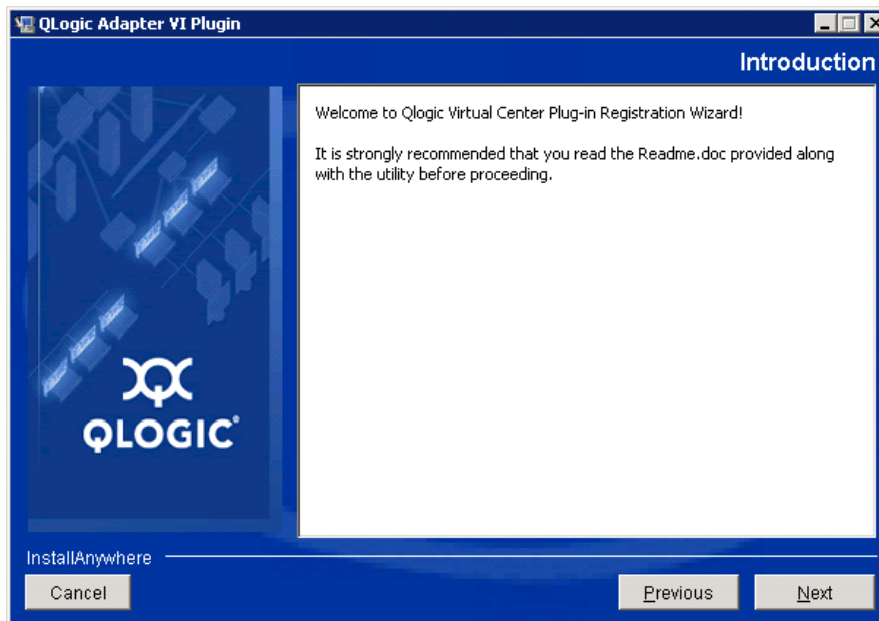 QLogic Adapter VI Plugin
Introduction
Welcome to Qlogic Virtual Center Plug-in Registration Wizard!
It is strongly recommended that you read the Readme.doc provided along
with the utility before proceeding.
QLOGIC®
InstallAnywhere
Cancel
Previous
Next